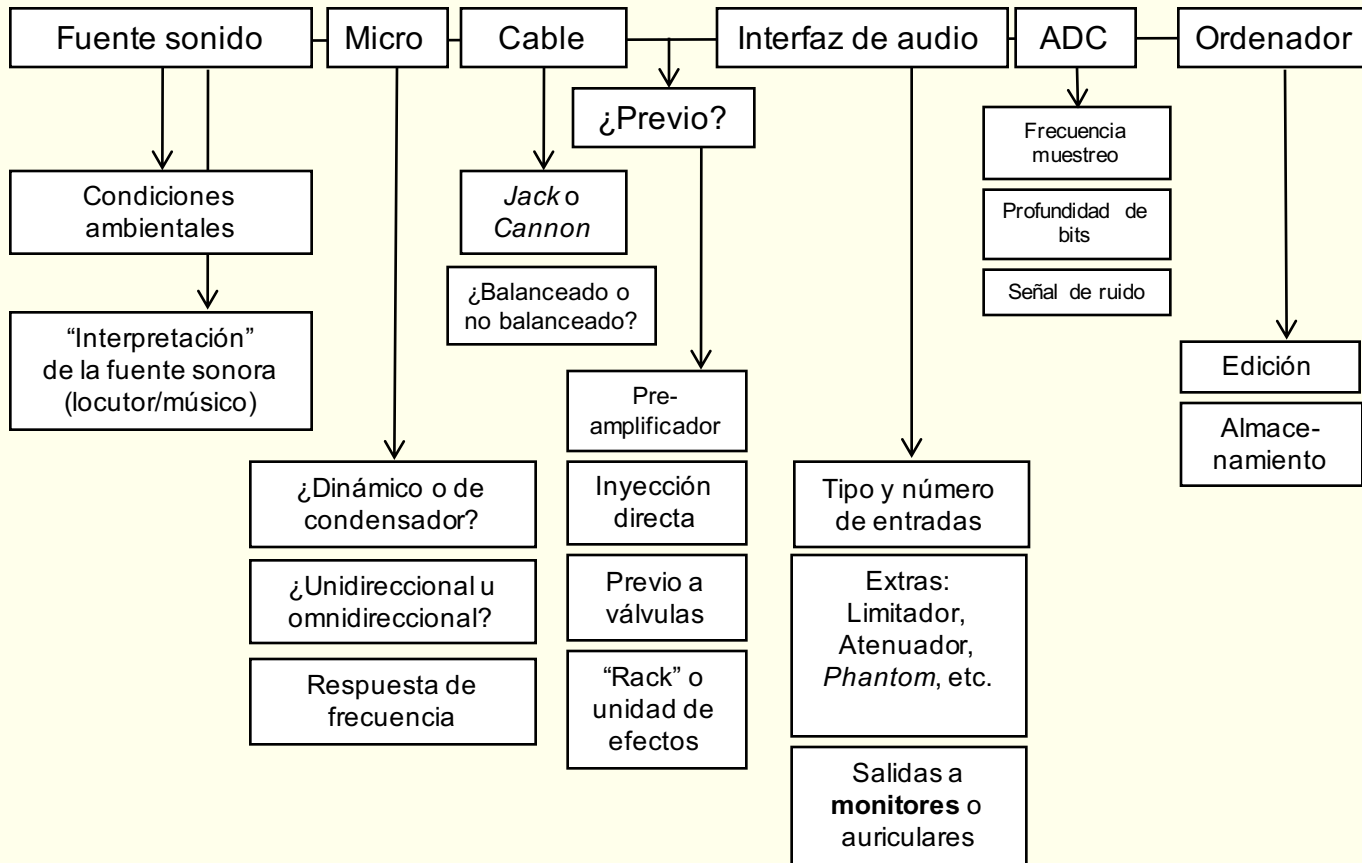 Fuente sonido
Micro
Cable
Interfaz de audio
ADC
Ordenador
¿Previo?
Condiciones
ambientales
“Interpretación”
de la fuente sonora
(locutor/músico)
¿Dinámico o de
condensador?
¿Unidireccional u
omnidireccional?
Respuesta de
frecuencia
Jack o
Cannon
¿Balanceado o
no balanceado?
Pre-
amplificador
Inyección
directa
Previo a
válvulas
“Rack” o
unidad de
efectos
Tipo y número
de entradas
Extras:
Limitador,
Atenuador,
Phantom, etc.
Salidas a
monitores o
auriculares
Frecuencia
muestreo
Profundidad de
bits
Señal de ruido
Edición
Almace-
namiento